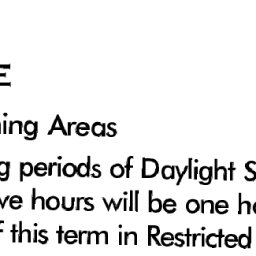 E
ning Areas
g periods of Daylight S
ve hours will be one h
f this term in Restricted